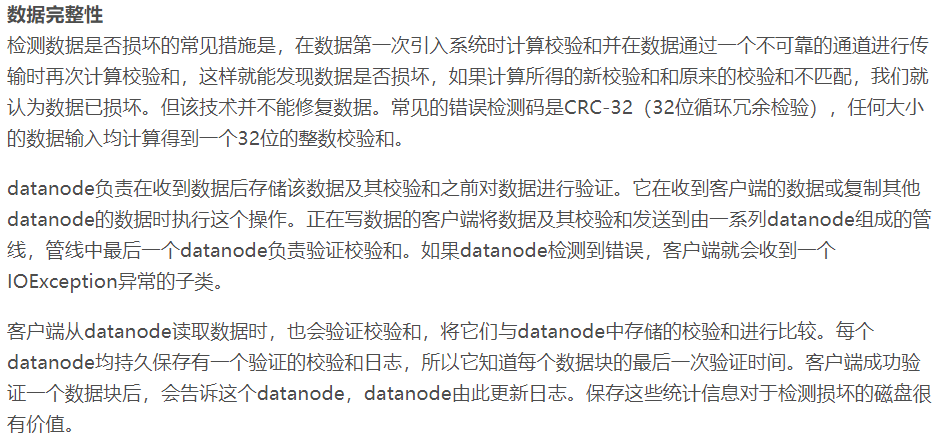 数据完整性
检测数据是否损坏的常见措施是，在数据第一次引入系统时计算校验和并在数据通过一个不可靠的通道进行传
输时再次计算校验和，这样就能发现数据是否损坏，如果计算所得的新校验和和原来的校验和不匹配，我们就
认为数据已损坏。但该技术并不能修复数据。常见的错误检测码是CRC-32（32位循环冗余检验），任何大小
的数据输入均计算得到一个32位的整数校验和。
datanode负责在收到数据后存储该数据及其校验和之前对数据进行验证。它在收到客户端的数据或复制其他
datanode的数据时执行这个操作。正在写数据的客户端将数据及其校验和发送到由一系列datanode组成的管
线，管线中最后一个datanode负责验证校验和。如果datanode检测到错误，客户端就会收到一个
IOException异常的子类。
客户端从datanode读取数据时，也会验证校验和，将它们与datanode中存储的校验和进行比较。每个
datanode均持久保存有一个验证的校验和日志，所以它知道每个数据块的最后一次验证时间。客户端成功验
证一个数据块后，会告诉这个datanode，datanode由此更新日志。保存这些统计信息对于检测损坏的磁盘很
有价值。